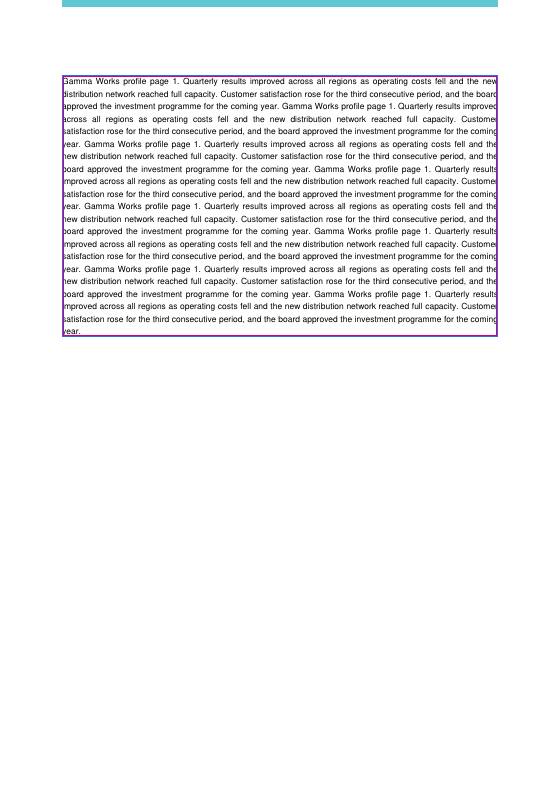 Gamma Works profile page 1. Quarterly results improved across all regions as operating costs fell and the new
distribution network reached full capacity. Customer satisfaction rose for the third consecutive period, and the board
approved the investment programme for the coming year. Gamma Works profile page 1. Quarterly results improved
across all regions as operating costs fell and the new distribution network reached full capacity. Customer
satisfaction rose for the third consecutive period, and the board approved the investment programme for the coming
year. Gamma Works profile page 1. Quarterly results improved across all regions as operating costs fell and the
new distribution network reached full capacity. Customer satisfaction rose for the third consecutive period, and the
board approved the investment programme for the coming year. Gamma Works profile page 1. Quarterly results
improved across all regions as operating costs fell and the new distribution network reached full capacity. Customer
satisfaction rose for the third consecutive period, and the board approved the investment programme for the coming
year. Gamma Works profile page 1. Quarterly results improved across all regions as operating costs fell and the
new distribution network reached full capacity. Customer satisfaction rose for the third consecutive period, and the
board approved the investment programme for the coming year. Gamma Works profile page 1. Quarterly results
improved across all regions as operating costs fell and the new distribution network reached full capacity. Customer
satisfaction rose for the third consecutive period, and the board approved the investment programme for the coming
year. Gamma Works profile page 1. Quarterly results improved across all regions as operating costs fell and the
new distribution network reached full capacity. Customer satisfaction rose for the third consecutive period, and the
board approved the investment programme for the coming year. Gamma Works profile page 1. Quarterly results
improved across all regions as operating costs fell and the new distribution network reached full capacity. Customer
satisfaction rose for the third consecutive period, and the board approved the investment programme for the coming
year.